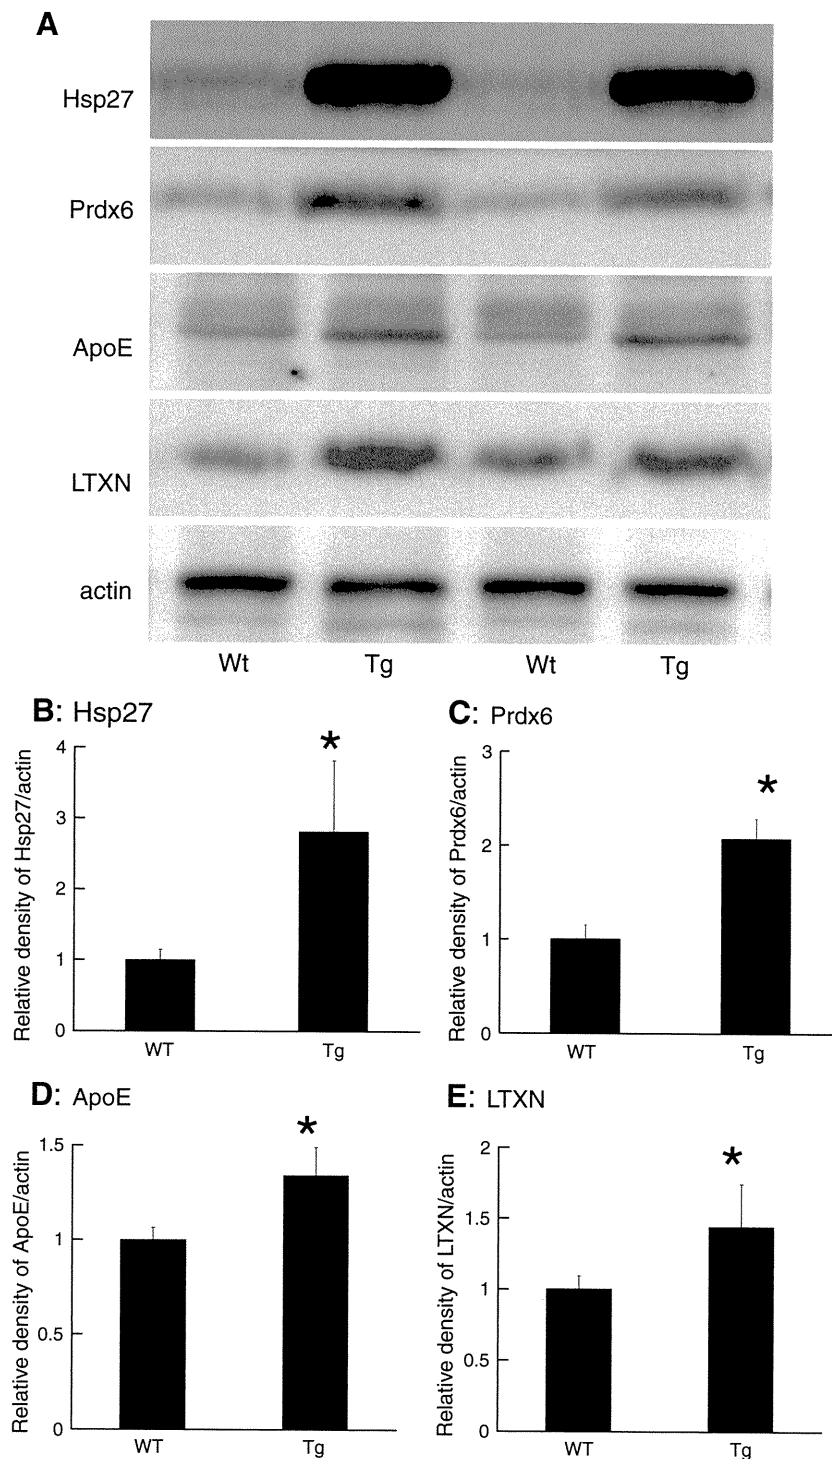 A
Hsp27
Prdx6
ApoE
LTXN
actin
Wt Tg Wt Tg
B: Hsp27
Relative density of Hsp27/actin
4
3
2
1
0
WT Tg
*
C: Prdx6
Relative density of Prdx6/actin
3
2
1
0
WT Tg
*
D: ApoE
Relative density of ApoE/actin
1.5
1
0.5
0
WT Tg
*
E: LTXN
Relative density of LTXN/actin
2
1.5
1
0.5
0
WT Tg
*